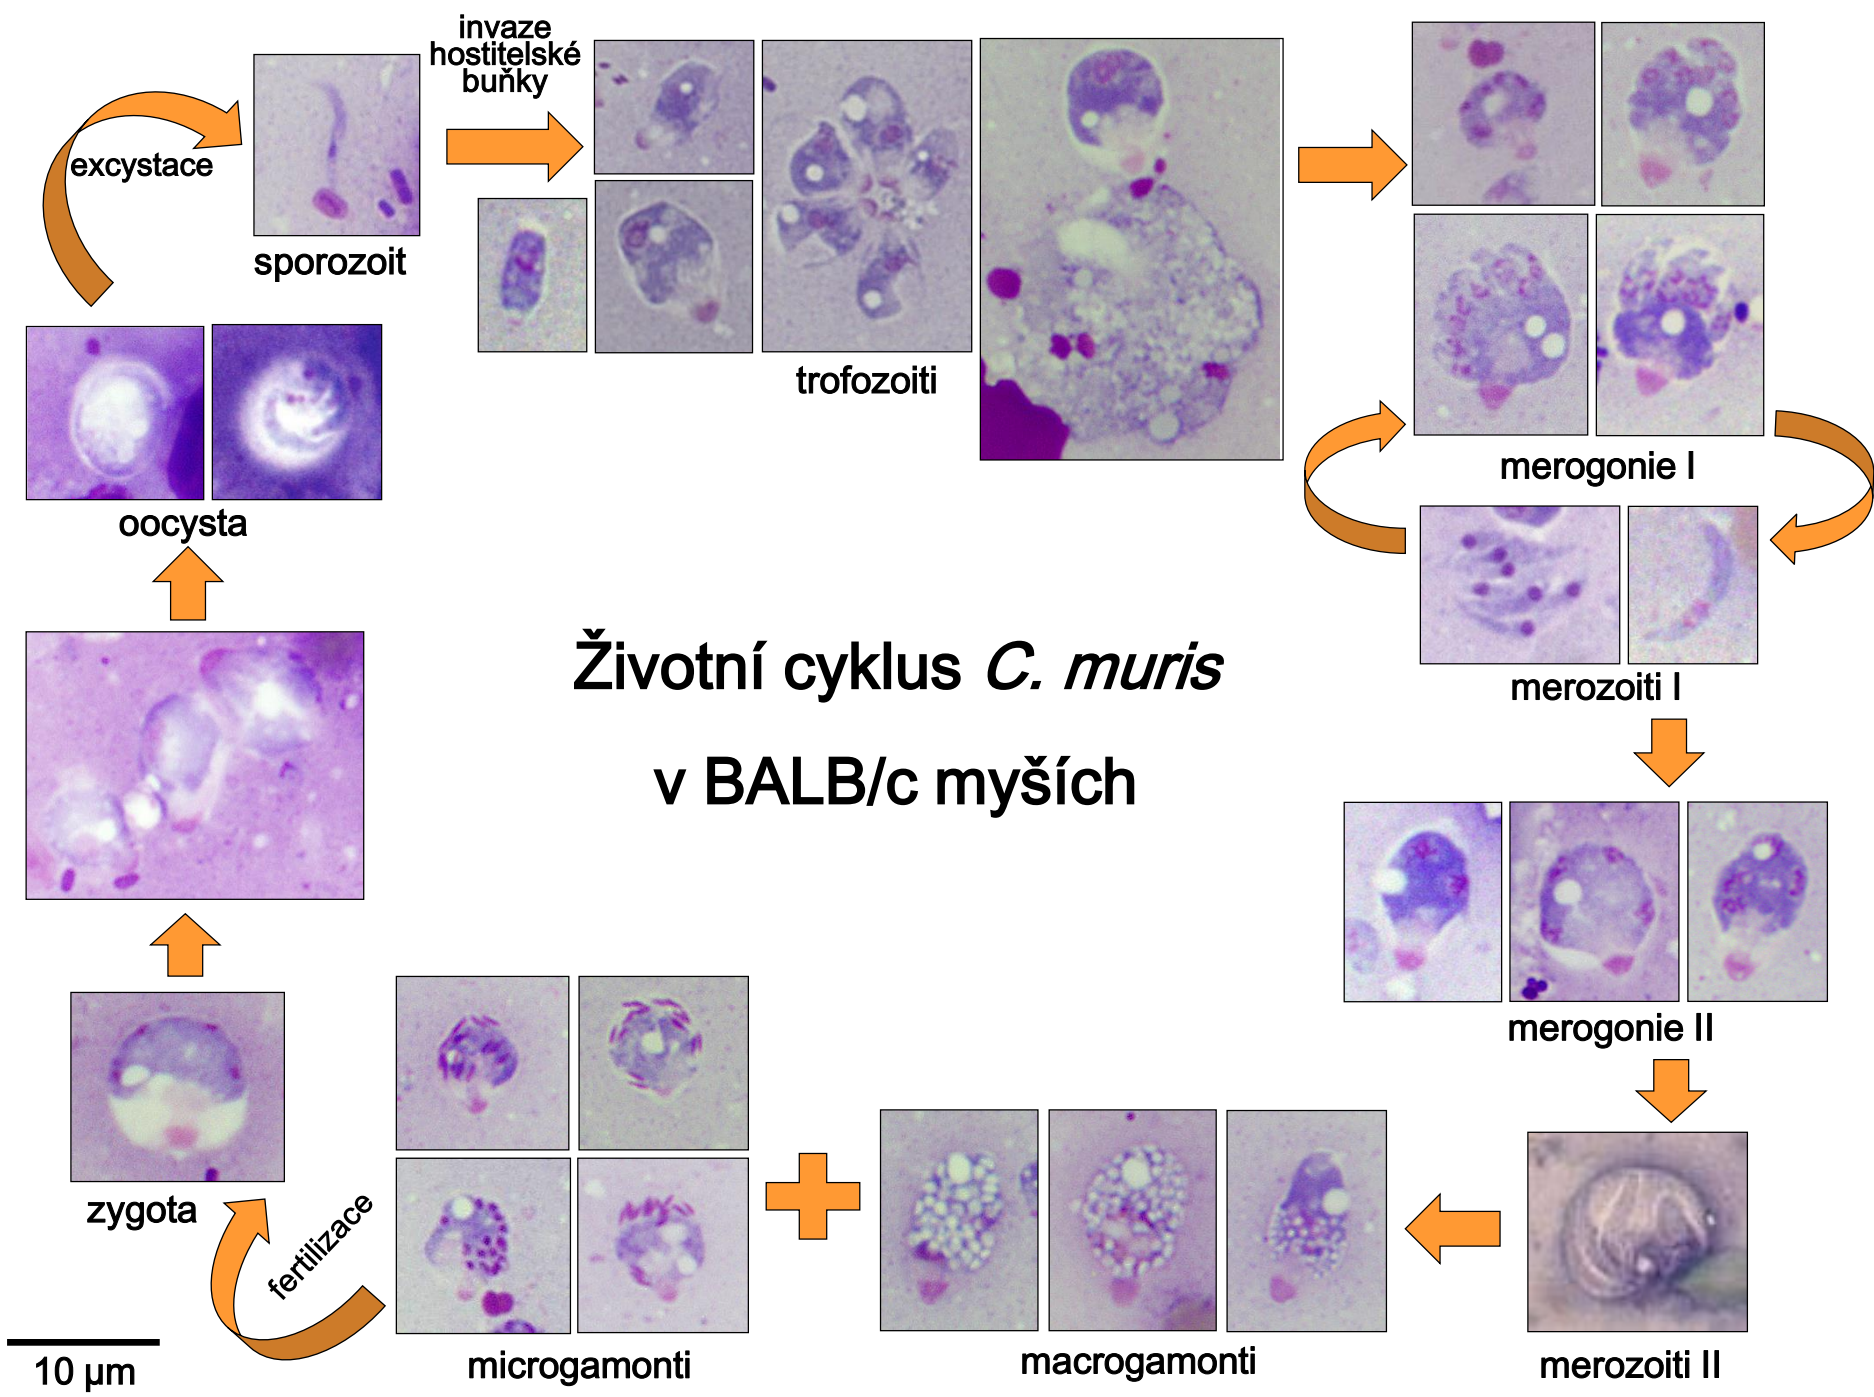 invaze
hostitelské
buňky
excystace
sporozoit
trofozoiti
merogonie I
oocysta
merozoiti I
Životní cyklus C. muris
v BALB/c myších
merogonie II
zygota
fertilizace
microgamonti
macrogamonti
merozoiti II
10 µm